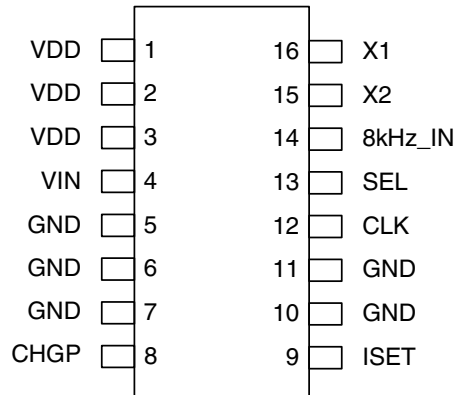 VDD 1 16 X1
VDD 2 15 X2
VDD 3 14 8kHz_IN
VIN 4 13 SEL
GND 5 12 CLK
GND 6 11 GND
GND 7 10 GND
CHGP 8 9 ISET